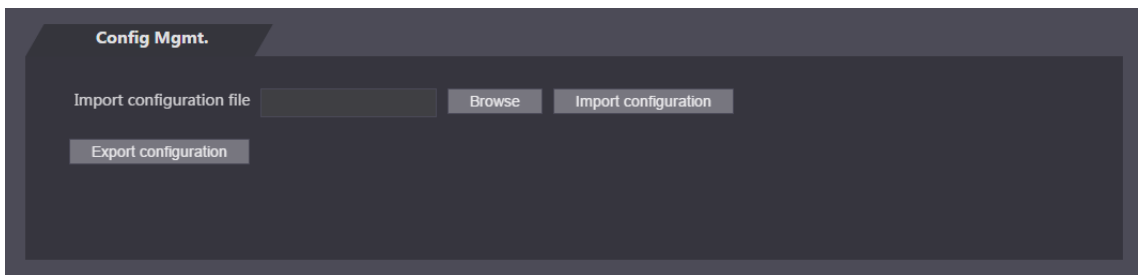 Config Mgmt.
Import configuration file Browse Import configuration
Export configuration